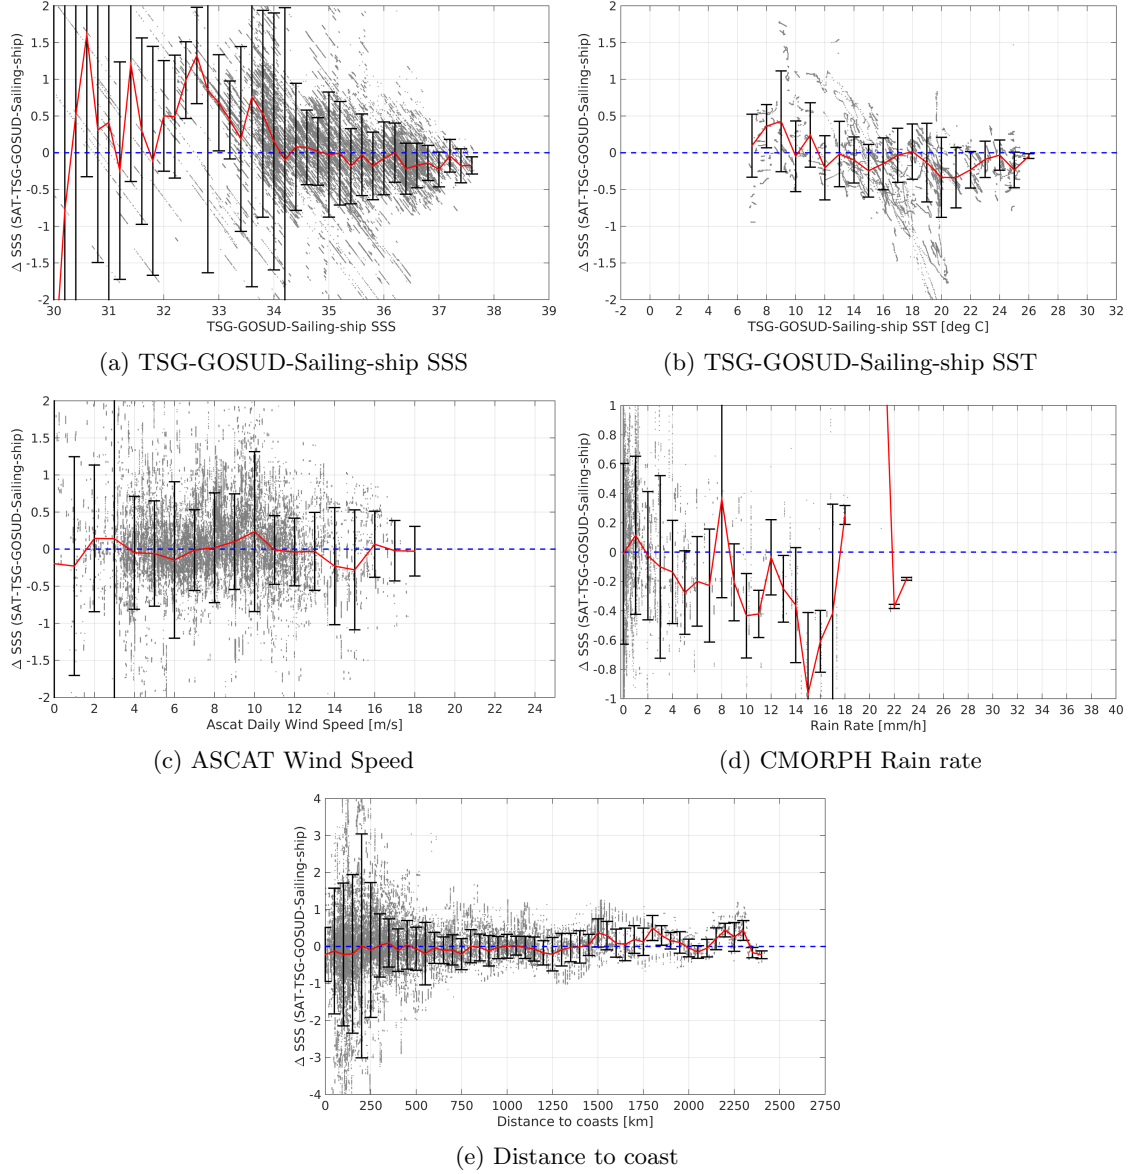 2
1.5
1
0.5
0
-0.5
-1
-1.5
-2
Δ SSS (SAT-TSG-GOSUD-Sailing-ship)
30 31 32 33 34 35 36 37 38 39
TSG-GOSUD-Sailing-ship SSS
(a) TSG-GOSUD-Sailing-ship SSS
2
1.5
1
0.5
0
-0.5
-1
-1.5
-2
Δ SSS (SAT-TSG-GOSUD-Sailing-ship)
-2 0 2 4 6 8 10 12 14 16 18 20 22 24 26 28 30 32
TSG-GOSUD-Sailing-ship SST [deg C]
(b) TSG-GOSUD-Sailing-ship SST
2
1.5
1
0.5
0
-0.5
-1
-1.5
-2
Δ SSS (SAT-TSG-GOSUD-Sailing-ship)
0 2 4 6 8 10 12 14 16 18 20 22 24
Ascat Daily Wind Speed [m/s]
(c) ASCAT Wind Speed
1
0.8
0.6
0.4
0.2
0
-0.2
-0.4
-0.6
-0.8
-1
Δ SSS (SAT-TSG-GOSUD-Sailing-ship)
0 2 4 6 8 10 12 14 16 18 20 22 24 26 28 30 32 34 36 38 40
Rain Rate [mm/h]
(d) CMORPH Rain rate
4
3
2
1
0
-1
-2
-3
-4
Δ SSS (SAT-TSG-GOSUD-Sailing-ship)
0 250 500 750 1000 1250 1500 1750 2000 2250 2500 2750
Distance to coasts [km]
(e) Distance to coast